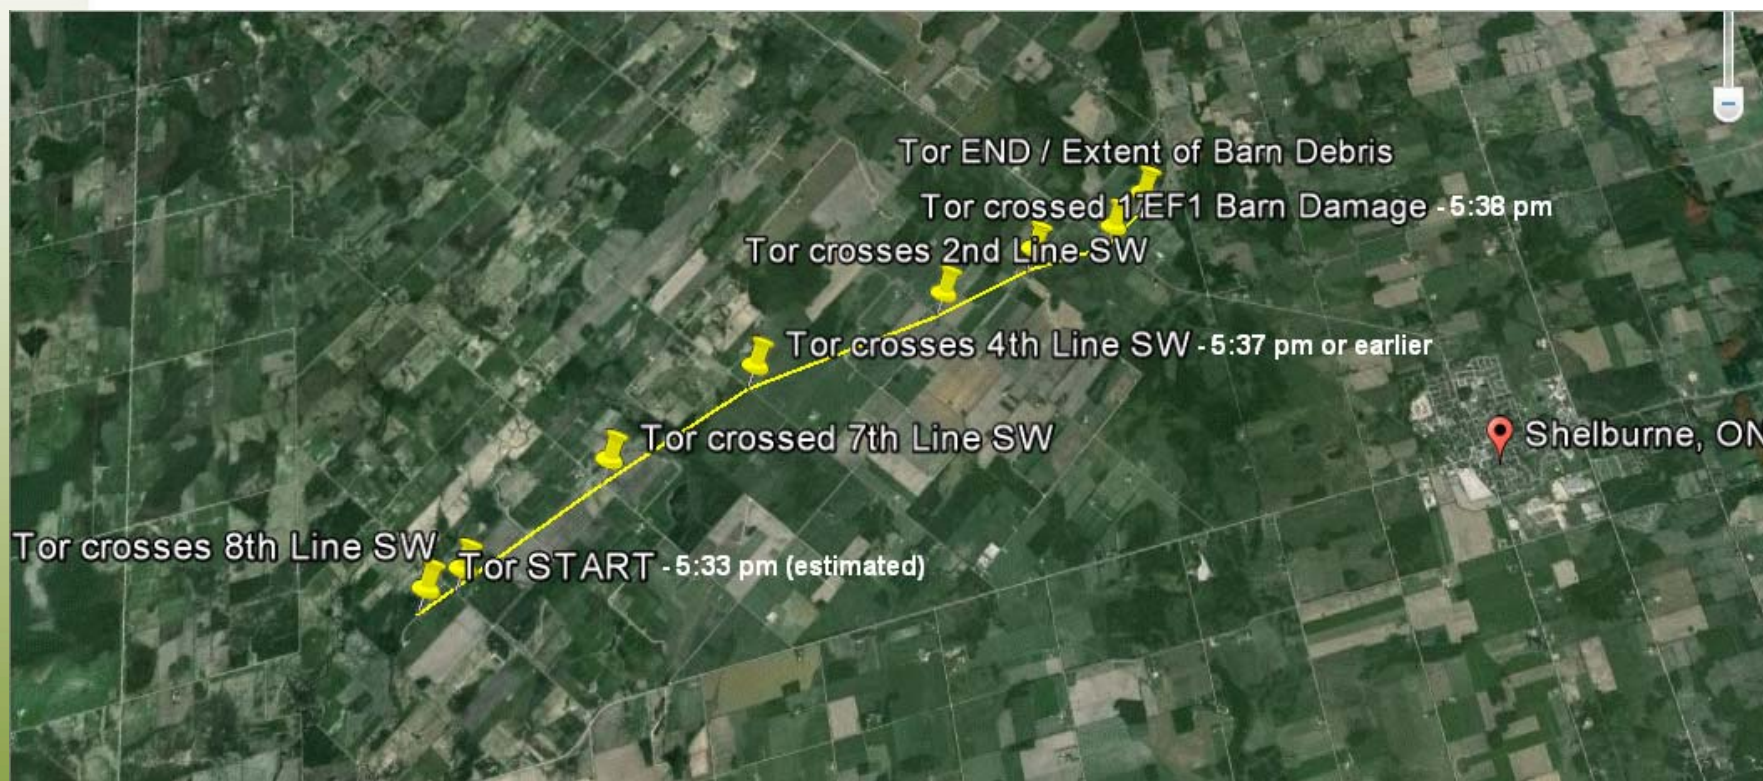 Tor END / Extent of Barn Debris
Tor crossed EF1 Barn Damage - 5:38 pm
Tor crosses 2nd Line SW
Tor crosses 4th Line SW - 5:37 pm or earlier
Tor crossed 7th Line SW
Shelburne, ON
Tor crosses 8th Line SW
Tor START - 5:33 pm (estimated)